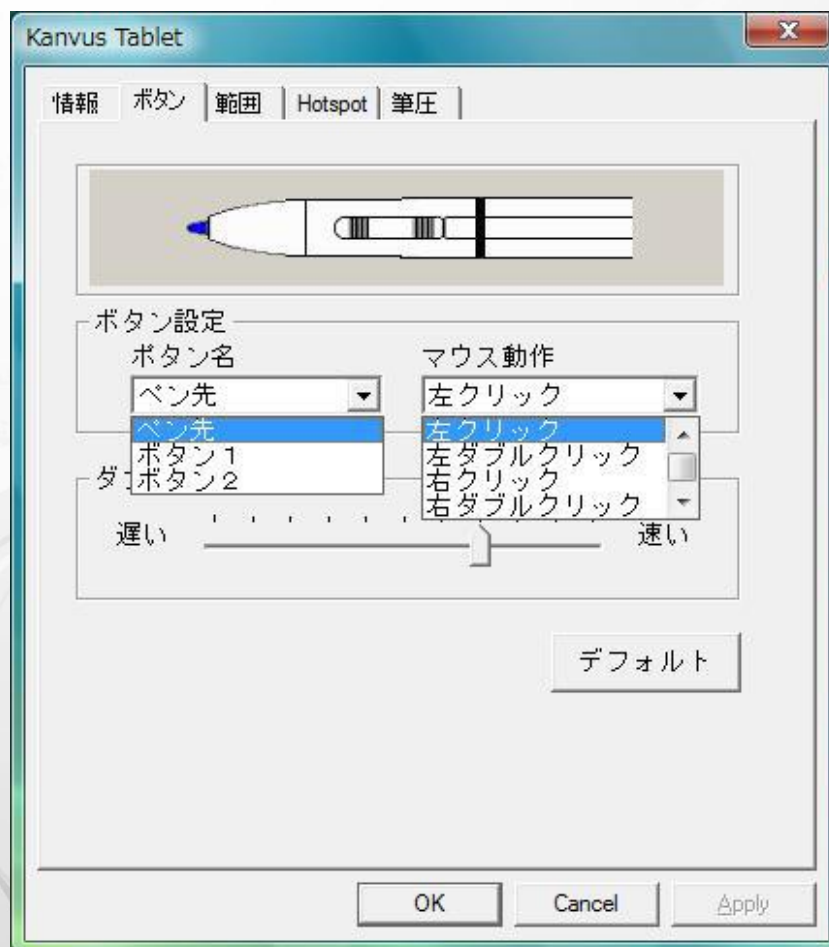 Kanvus Tablet
情報 ボタン 範囲 Hotspot 筆圧
ボタン設定
ボタン名 マウス動作
ペン先 左クリック
ペン先 左クリック
ボタン1 左ダブルクリック
ボタン2 右クリック
右ダブルクリック
ダ
遅い 速い
デフォルト
OK Cancel Apply